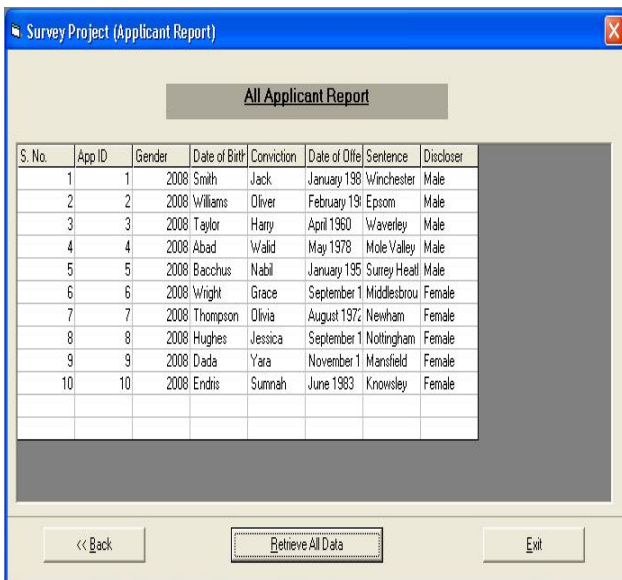 Survey Project (Applicant Report)
All Applicant Report
S. No. App ID Gender Date of Birth Conviction Date of Offe Sentence Discloser
1 1 2008 Smith Jack January 198 Winchester Male
2 2 2008 Williams Oliver February 19 Epsom Male
3 3 2008 Taylor Harry April 1960 Waverley Male
4 4 2008 Abad Walid May 1978 Mole Valley Male
5 5 2008 Bacchus Nabil January 195 Surrey Heatl Male
6 6 2008 Wright Grace September 1 Middlesbrou Female
7 7 2008 Thompson Olivia August 1972 Newham Female
8 8 2008 Hughes Jessica September 1 Nottingham Female
9 9 2008 Dada Yara November 1 Mansfield Female
10 10 2008 Endris Sumnah June 1983 Knowsley Female
<< Back Retrieve All Data Exit